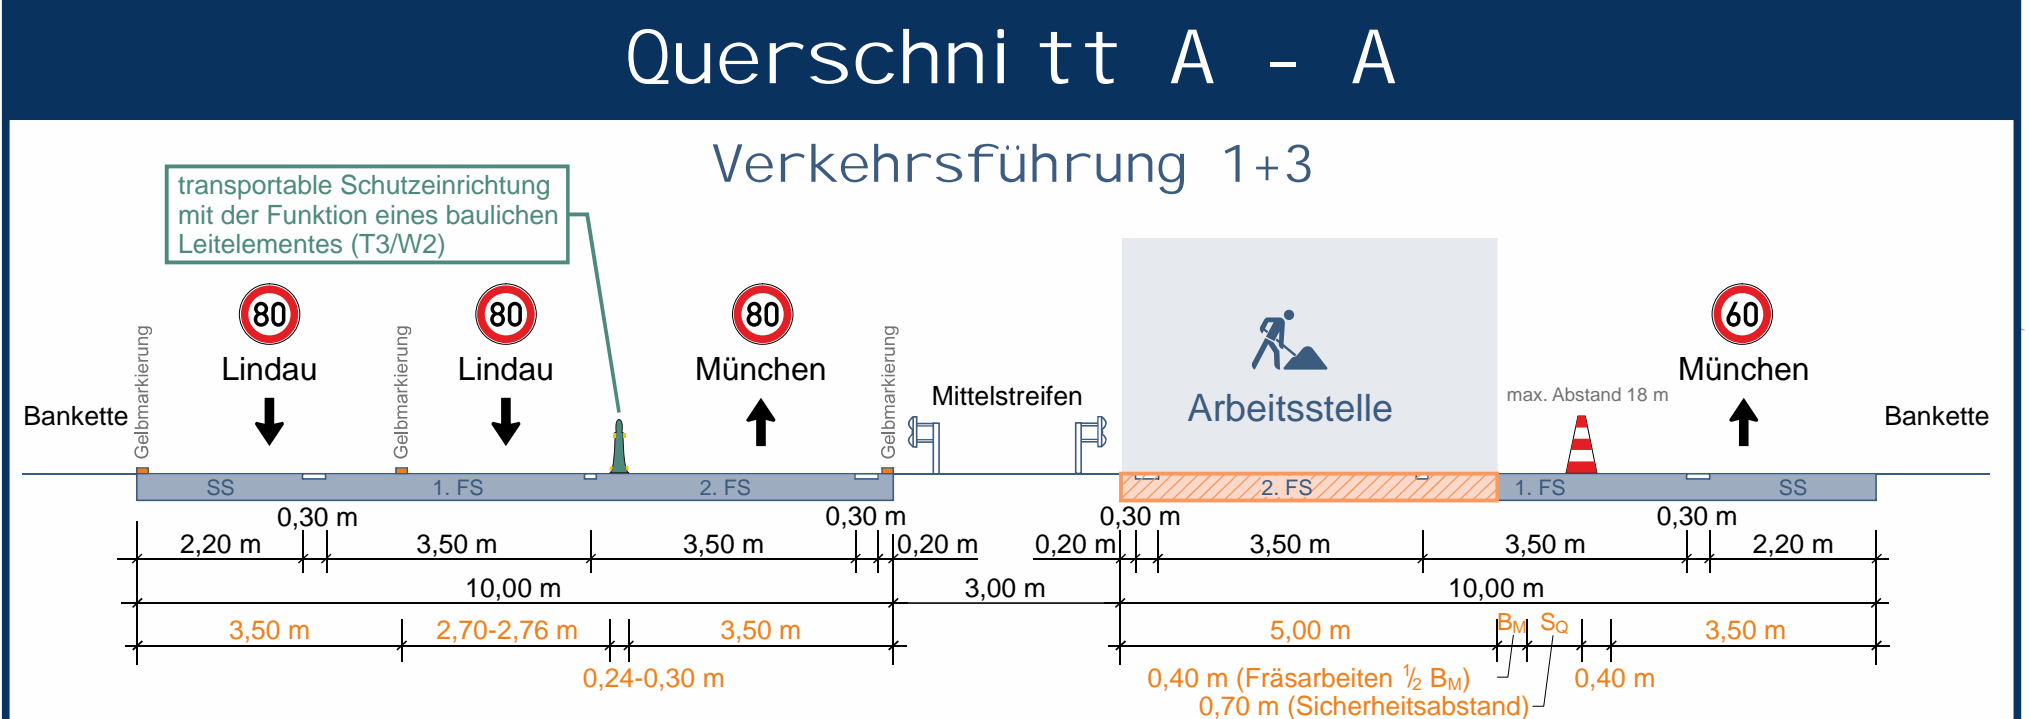 Querschnitt A - A
Verkehrsführung 1+3
transportable Schutzeinrichtung
mit der Funktion eines baulichen
Leitelementes (T3/W2)
80
80
80
60
Gelbmarkierung
Gelbmarkierung
Gelbmarkierung
Lindau
Lindau
München
München
Bankette
Mittelstreifen
Arbeitsstelle
max. Abstand 18 m
Bankette
SS
1. FS
2. FS
2. FS
1. FS
SS
0,30 m
0,30 m
0,30 m
0,30 m
2,20 m
3,50 m
3,50 m
0,20 m
0,20 m
3,50 m
3,50 m
2,20 m
10,00 m
3,00 m
10,00 m
3,50 m
2,70-2,76 m
3,50 m
5,00 m
BM
SQ
3,50 m
0,24-0,30 m
0,40 m (Fräsarbeiten ½ BM)
0,40 m
0,70 m (Sicherheitsabstand)